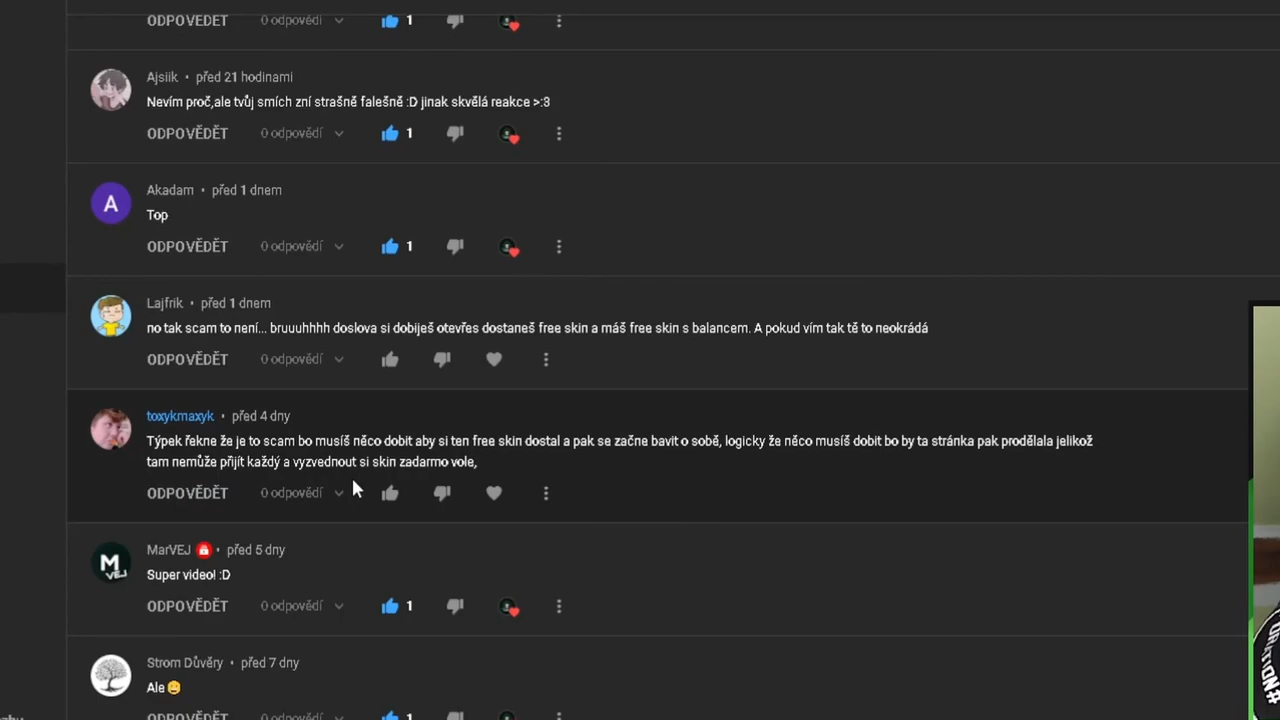 ODPOVĚDĚT 0 odpovědí 1
Ajsiik • před 21 hodinami
Nevím proč,ale tvůj smích zní strašně falešně :D jinak skvělá reakce >:3
ODPOVĚDĚT 0 odpovědí 1
A
Akadam • před 1 dnem
Top
ODPOVĚDĚT 0 odpovědí 1
Lajfrik • před 1 dnem
no tak scam to není... bruuuhhhh doslova si dobiješ otevřes dostaneš free skin a máš free skin s balancem. A pokud vím tak tě to neokrádá
ODPOVĚDĚT 0 odpovědí
toxykmaxyk • před 4 dny
Týpek řekne že je to scam bo musíš něco dobit aby si ten free skin dostal a pak se začne bavit o sobě, logicky že něco musíš dobit bo by ta stránka pak prodělala jelikož
tam nemůže přijít každý a vyzvednout si skin zadarmo vole,
ODPOVĚDĚT 0 odpovědí
M VEJ
MarVEJ • před 5 dny
Super video! :D
ODPOVĚDĚT 0 odpovědí 1
Strom Důvěry • před 7 dny
Ale 😊
ODPOVĚDĚT 0 odpovědí 1